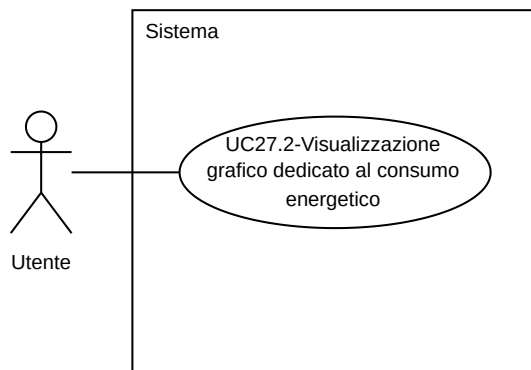 Sistema
UC27.2-Visualizzazione
grafico dedicato al consumo
energetico
Utente